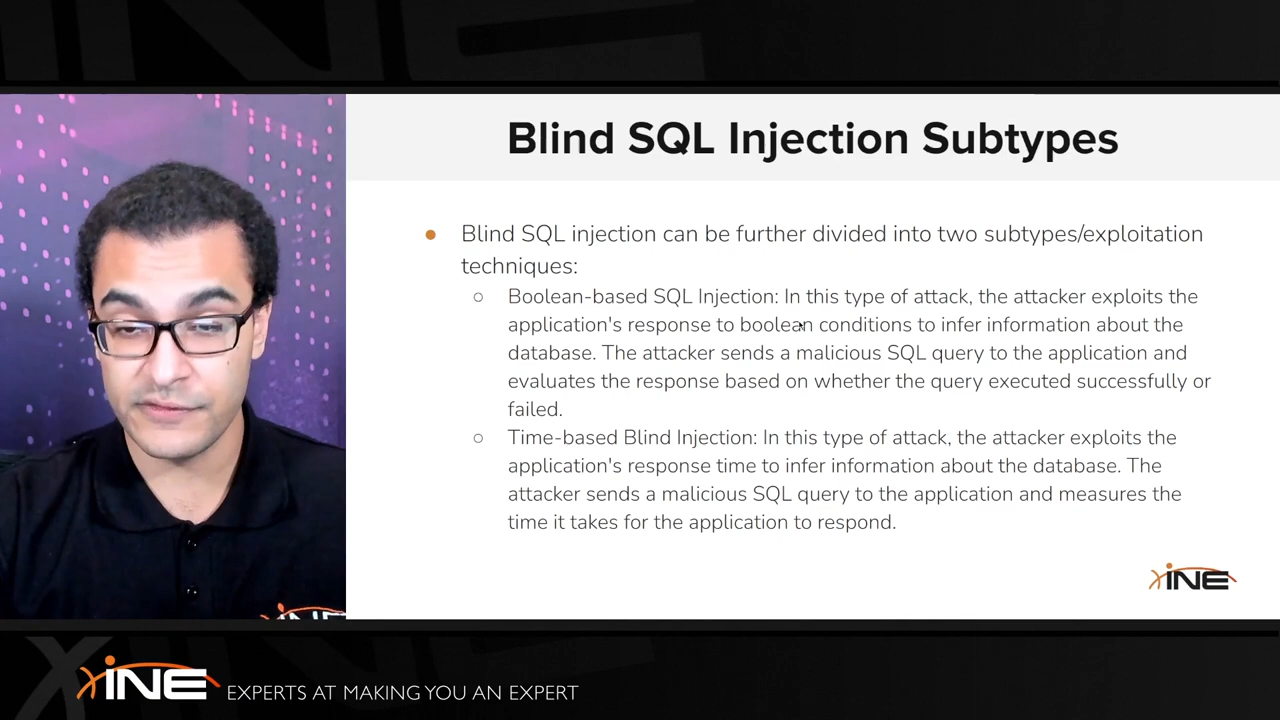 Blind SQL Injection Subtypes
Blind SQL injection can be further divided into two subtypes/exploitation
techniques:
Boolean-based SQL Injection: In this type of attack, the attacker exploits the
application's response to boolean conditions to infer information about the
database. The attacker sends a malicious SQL query to the application and
evaluates the response based on whether the query executed successfully or
failed.
Time-based Blind Injection: In this type of attack, the attacker exploits the
application's response time to infer information about the database. The
attacker sends a malicious SQL query to the application and measures the
time it takes for the application to respond.
INE
INE
INE EXPERTS AT MAKING YOU AN EXPERT